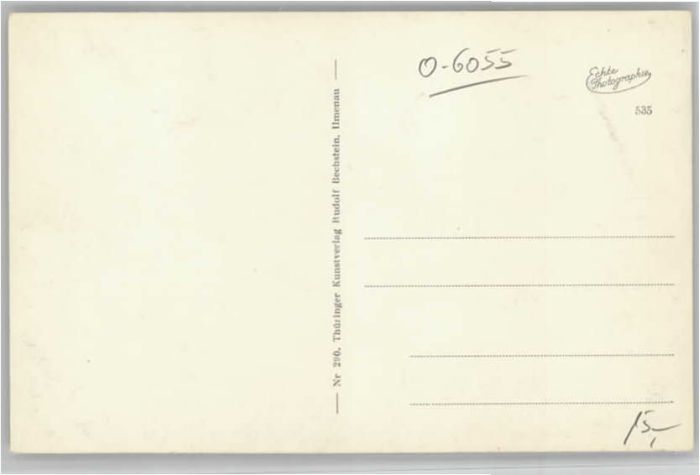 O-6055
Echte
Photographie
535
Nr 290. Thüringer Kunstverlag Rudolf Bechstein, Ilmenau
15,-